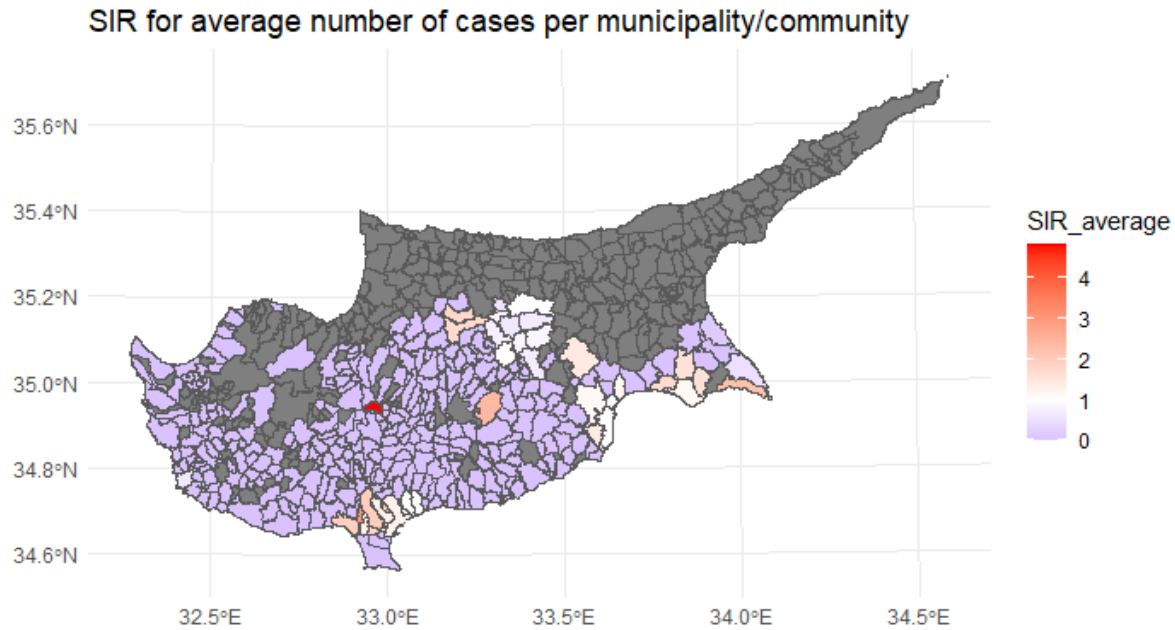 SIR for average number of cases per municipality/community
35.6°N
35.4°N
35.2°N
35.0°N
34.8°N
34.6°N
32.5°E
33.0°E
33.5°E
34.0°E
34.5°E
SIR_average
4
3
2
1
0